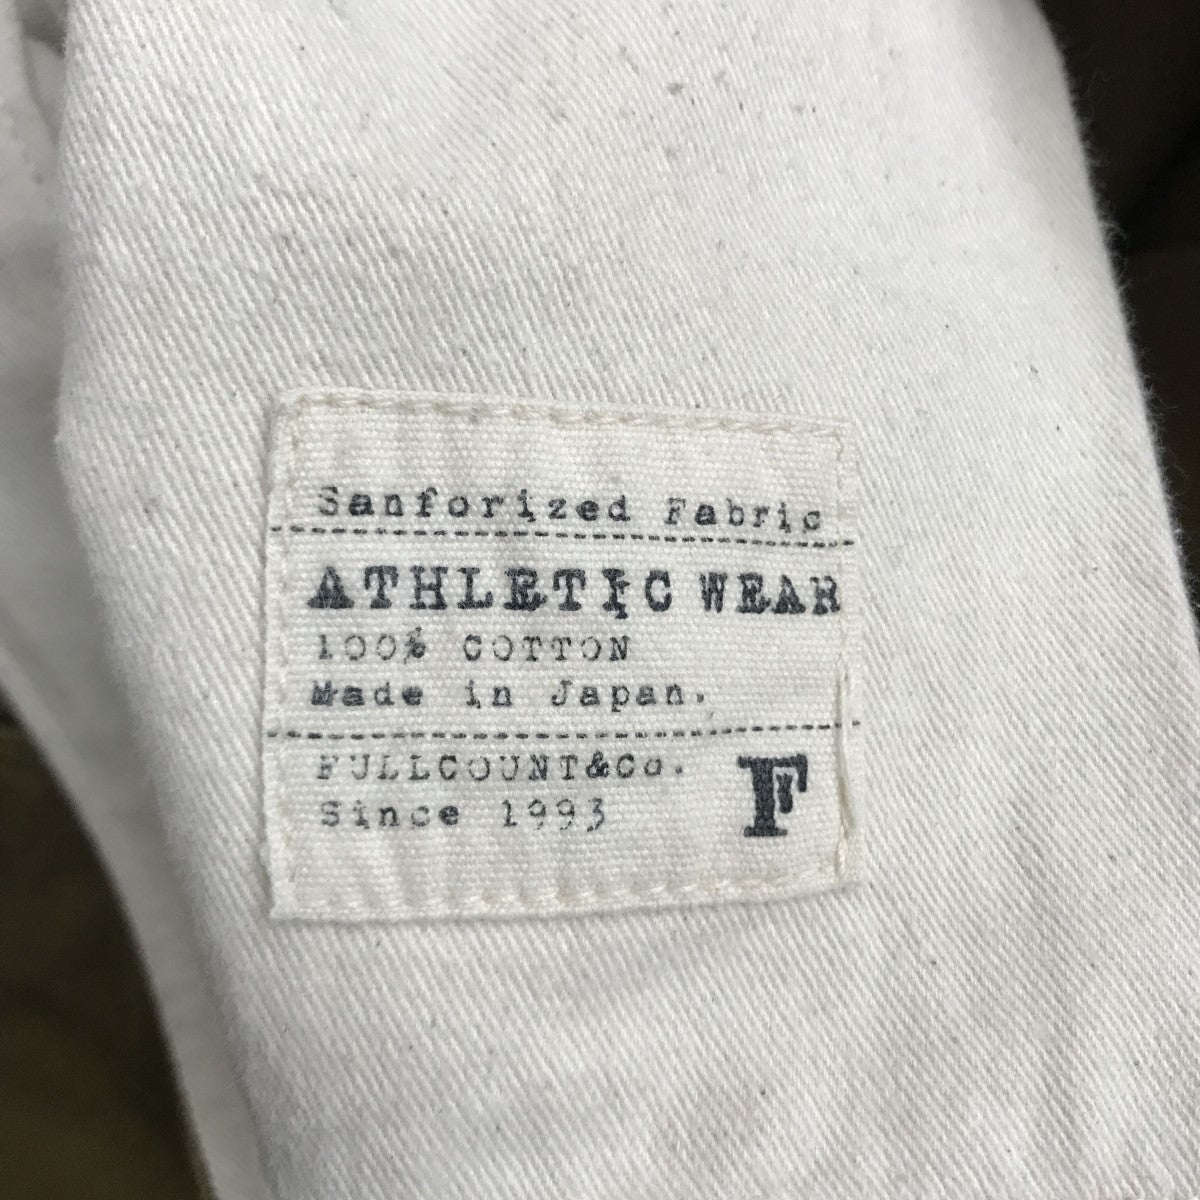 Sanforized Fabric
ATHLETIC WEAR
100% COTTON
Made in Japan.
FULLCOUNT&Co.
Since 1993
F